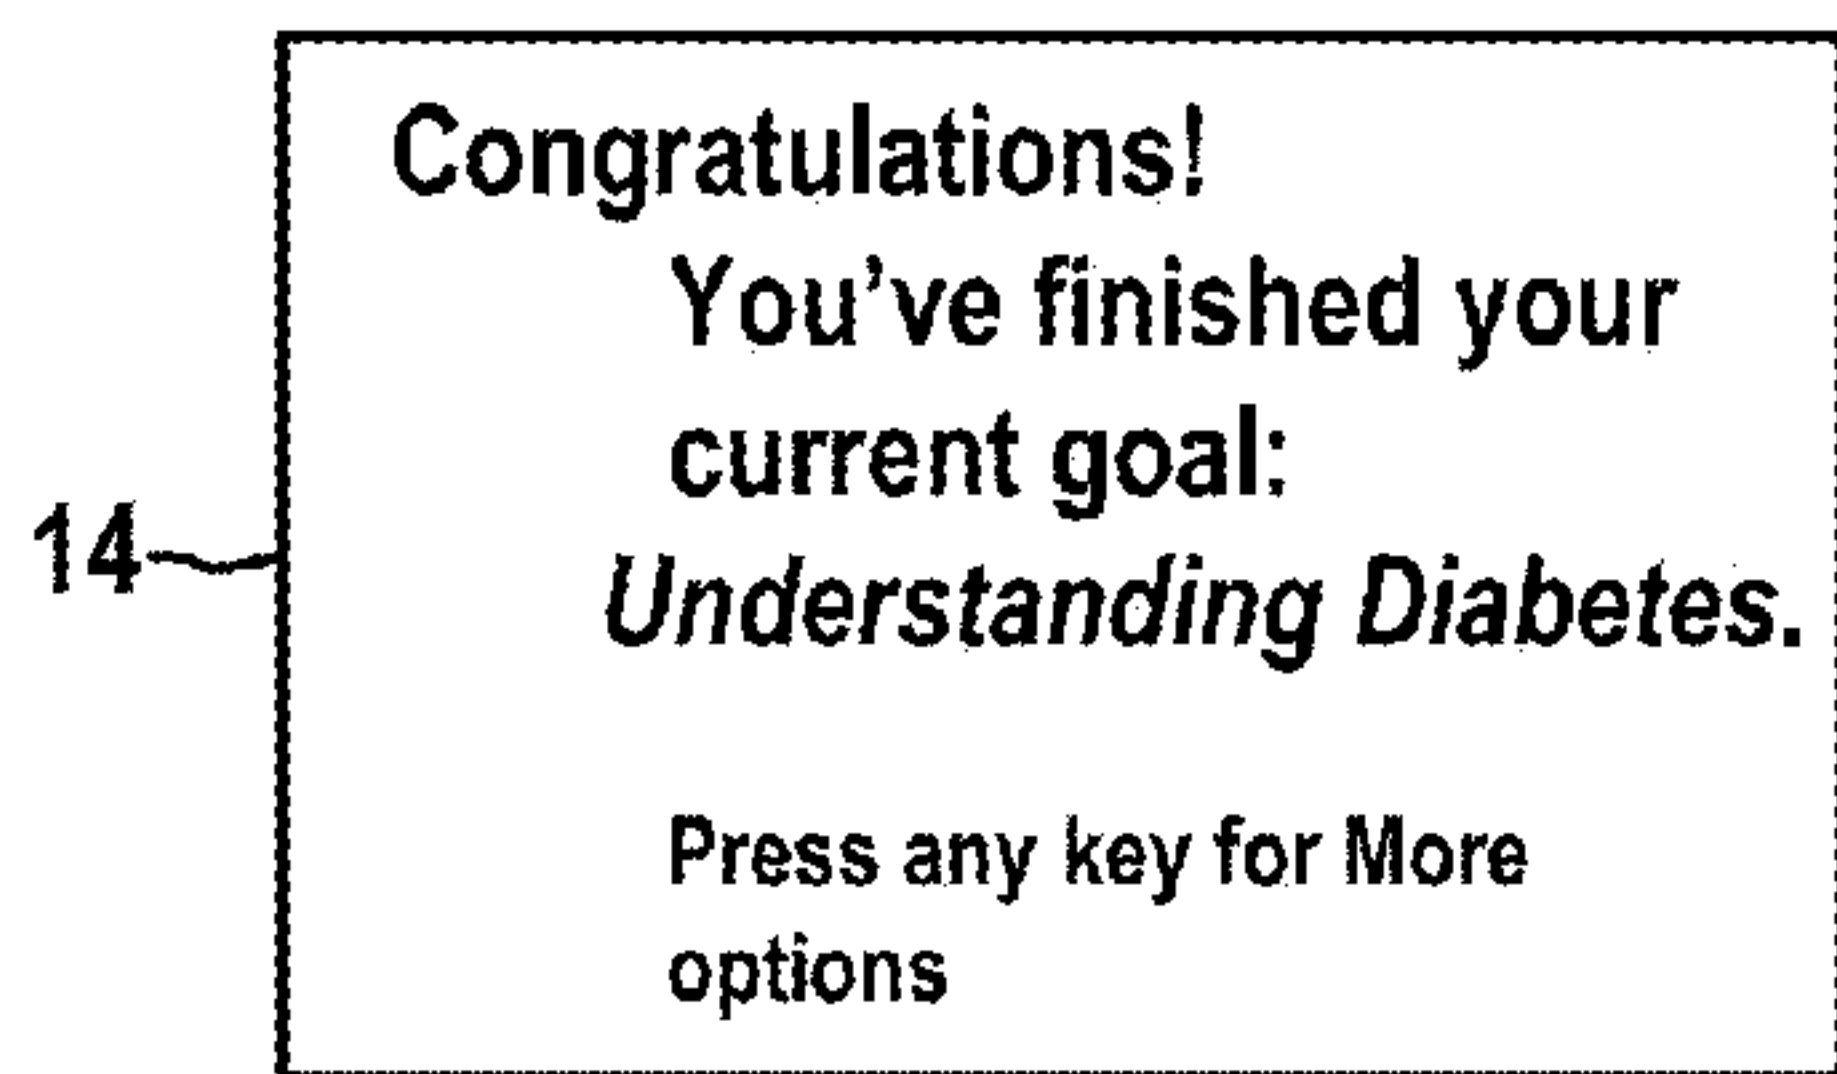 Congratulations!
You've finished your
current goal:
14
Understanding Diabetes.
Press any key for More
options